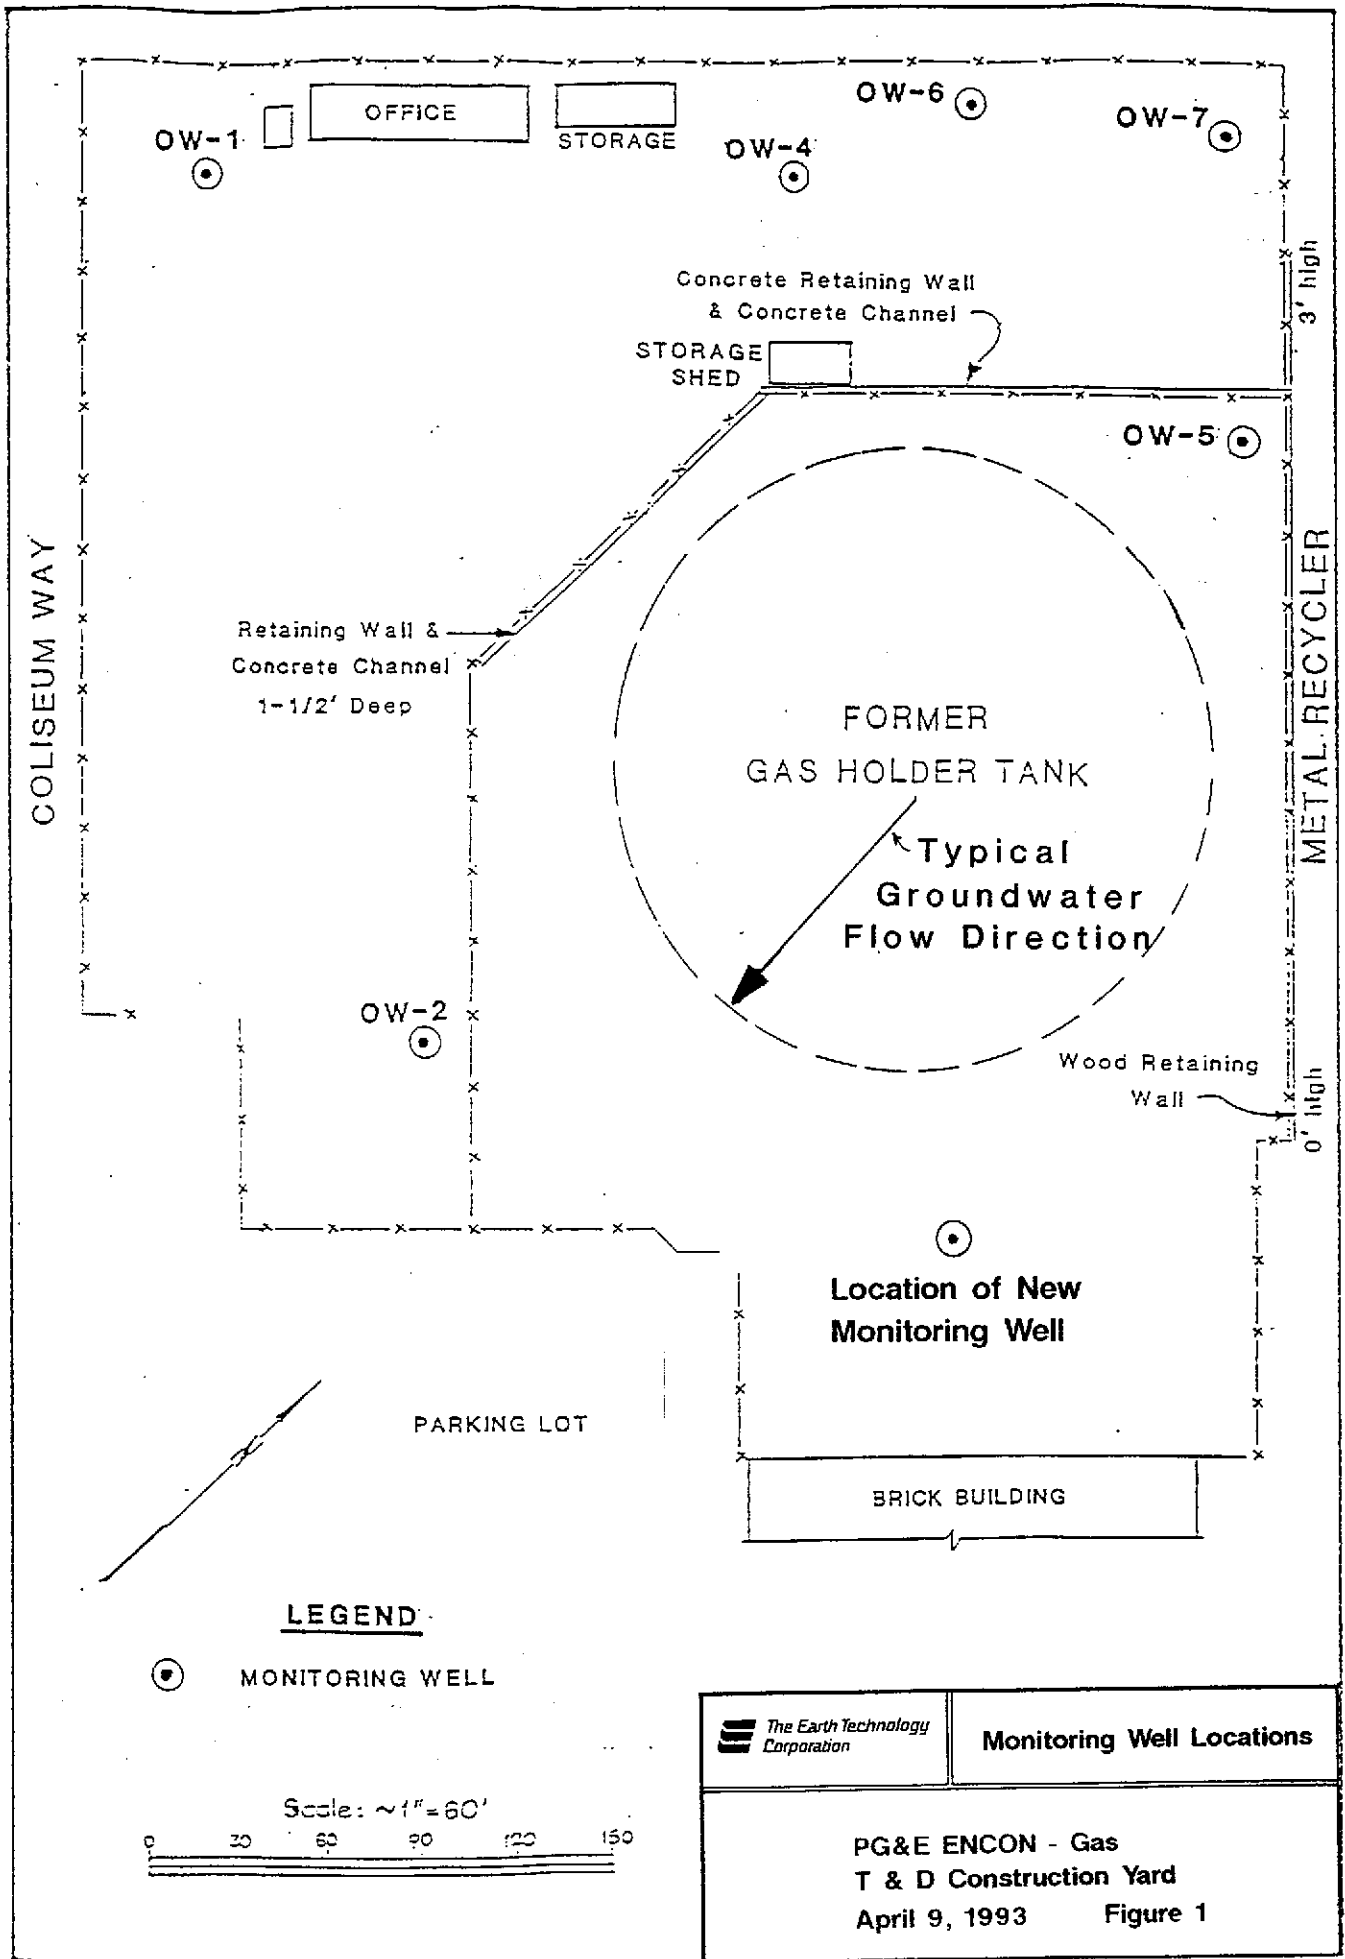 OFFICE
STORAGE
OW-1
OW-4
OW-6
OW-7
3' high
Concrete Retaining Wall
& Concrete Channel
STORAGE
SHED
OW-5
COLISEUM WAY
METAL RECYCLER
Retaining Wall &
Concrete Channel
1-1/2' Deep
FORMER
GAS HOLDER TANK
Typical
Groundwater
Flow Direction
OW-2
Wood Retaining
Wall
0' high
Location of New
Monitoring Well
N
PARKING LOT
BRICK BUILDING
LEGEND
MONITORING WELL
Scale: ~1"=60'
0 30 60 90 120 150
The Earth Technology
Corporation
Monitoring Well Locations
PG&E ENCON - Gas
T & D Construction Yard
April 9, 1993 Figure 1